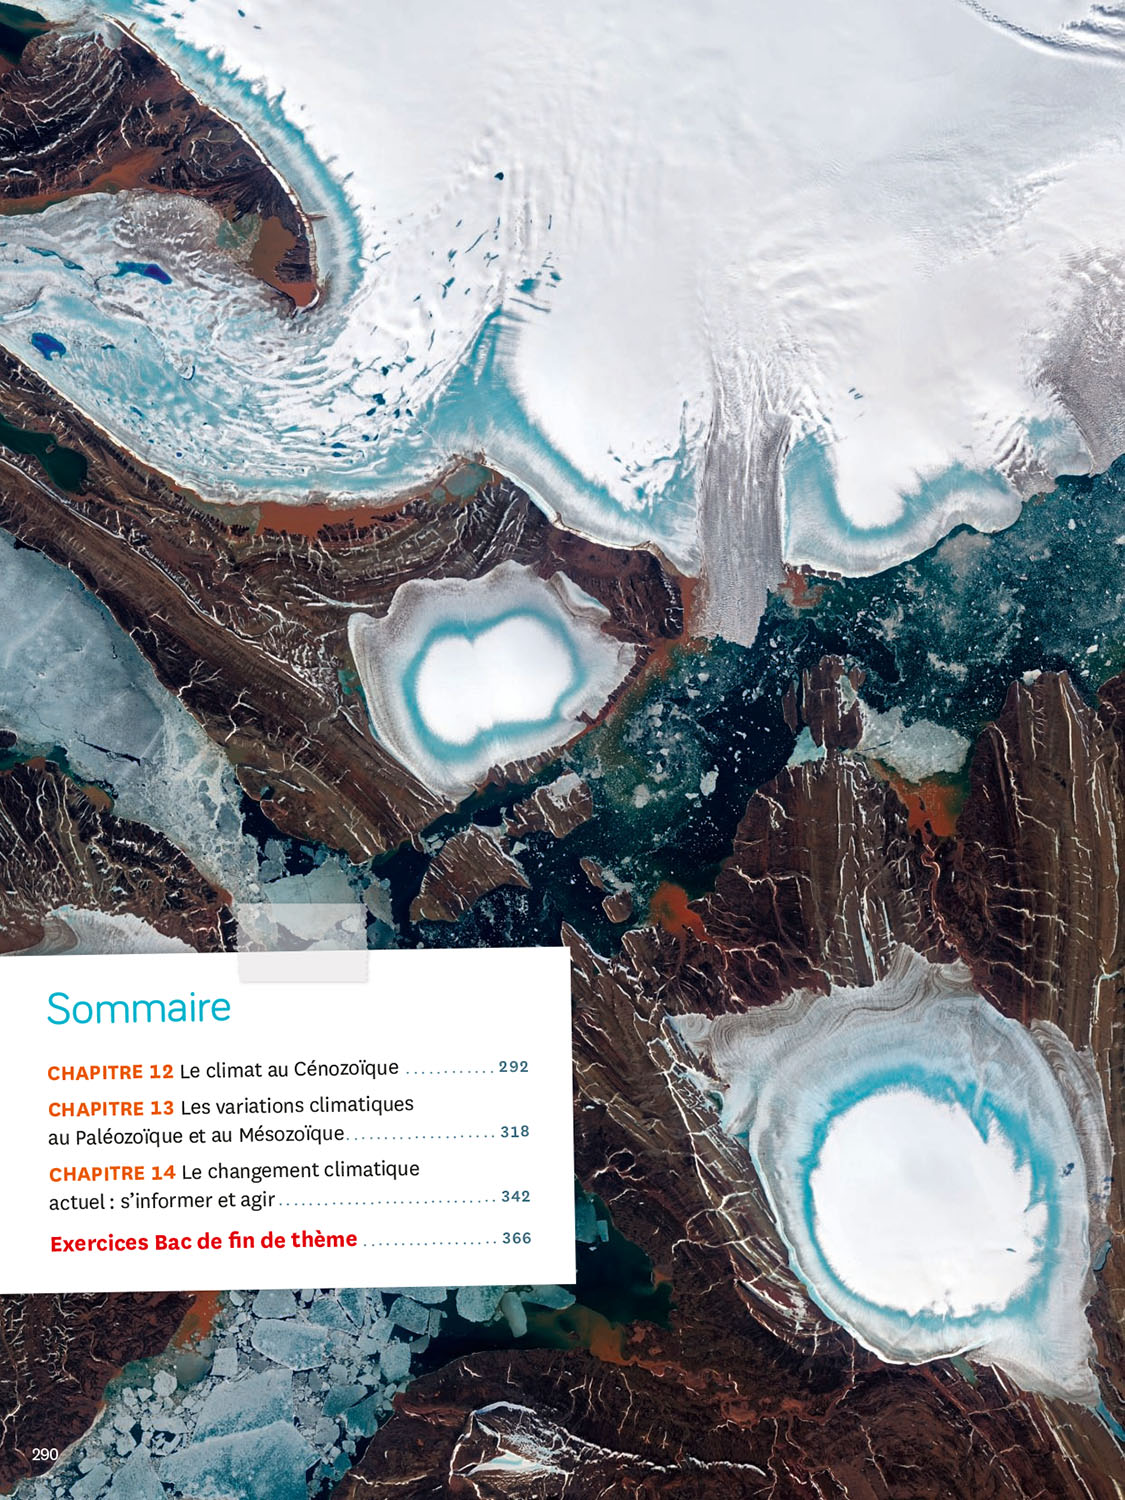 Sommaire
CHAPITRE 12 Le climat au Cénozoïque ............ 292
CHAPITRE 13 Les variations climatiques
au Paléozoïque et au Mésozoïque.................... 318
CHAPITRE 14 Le changement climatique
actuel : s'informer et agir ............................. 342
Exercices Bac de fin de thème .................. 366
290